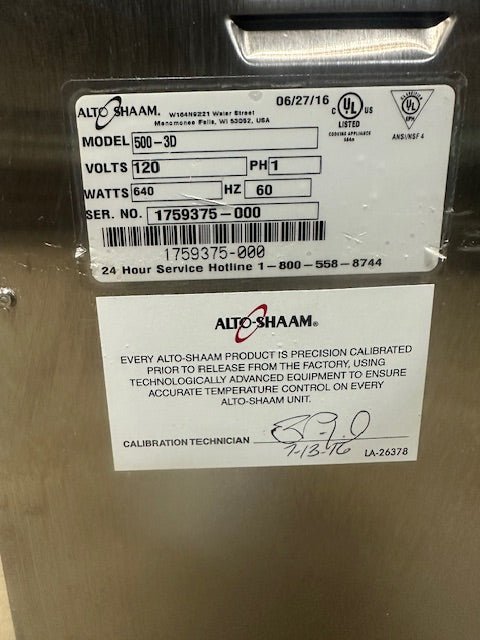 ALTO SHAAM.
W164N9221 Water Street
Menomonee Falls, WI 53052, USA
06/27/16
C UL US
LISTED
COOKING APPLIANCE
ANSI/NSF 4
EPH
MODEL 500-3D
VOLTS 120 PH 1
WATTS 640 HZ 60
SER. NO. 1759375-000
1759375-000
24 Hour Service Hotline 1-800-558-8744
ALTO-SHAAM®
EVERY ALTO-SHAAM PRODUCT IS PRECISION CALIBRATED
PRIOR TO RELEASE FROM THE FACTORY, USING
TECHNOLOGICALLY ADVANCED EQUIPMENT TO ENSURE
ACCURATE TEMPERATURE CONTROL ON EVERY
ALTO-SHAAM UNIT.
CALIBRATION TECHNICIAN
7-13-16
LA-26378